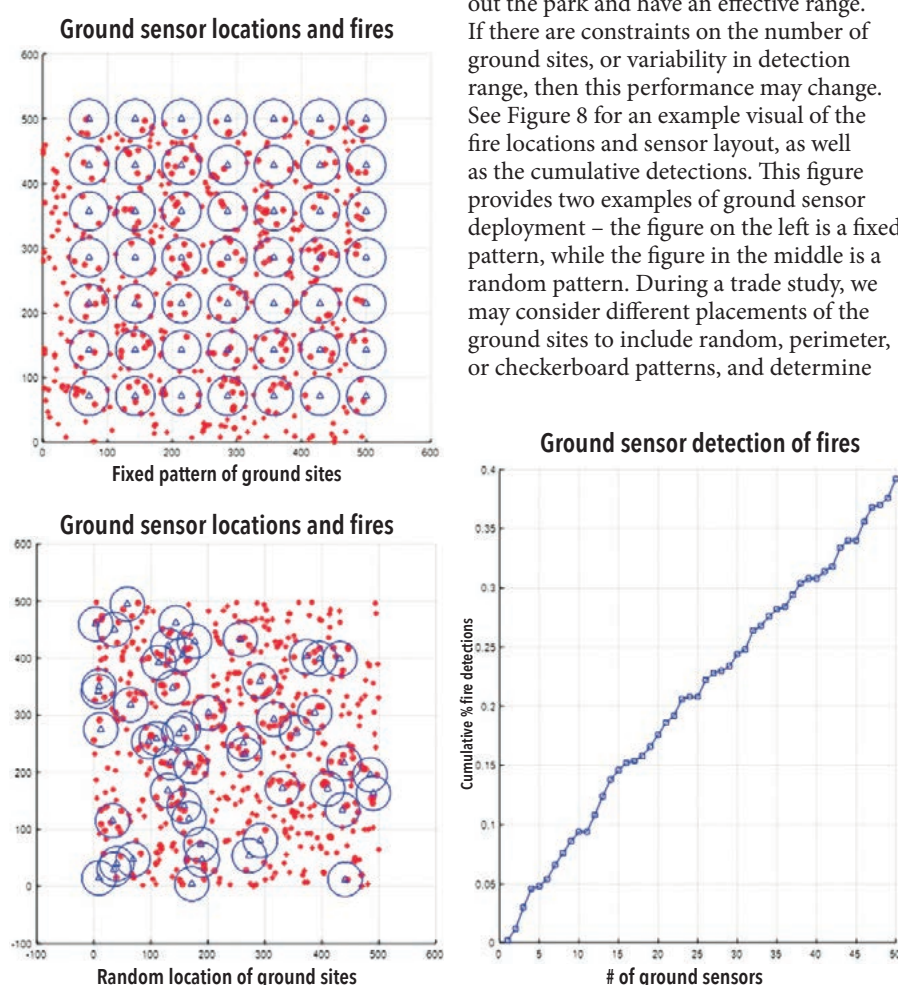 Ground sensor locations and fires
600
500
400
300
200
100
0
0 100 200 300 400 500 600
Fixed pattern of ground sites
out the park and have an effective range.
If there are constraints on the number of
ground sites, or variability in detection
range, then this performance may change.
See Figure 8 for an example visual of the
fire locations and sensor layout, as well
as the cumulative detections. This figure
provides two examples of ground sensor
deployment – the figure on the left is a fixed
pattern, while the figure in the middle is a
random pattern. During a trade study, we
may consider different placements of the
ground sites to include random, perimeter,
or checkerboard patterns, and determine
Ground sensor locations and fires
600
500
400
300
200
100
0
-100
-100 0 100 200 300 400 500 600
Random location of ground sites
Ground sensor detection of fires
Cumulative % fire detections
0.4
0.35
0.3
0.25
0.2
0.15
0.1
0.05
0
0 5 10 15 20 25 30 35 40 45 50
# of ground sensors